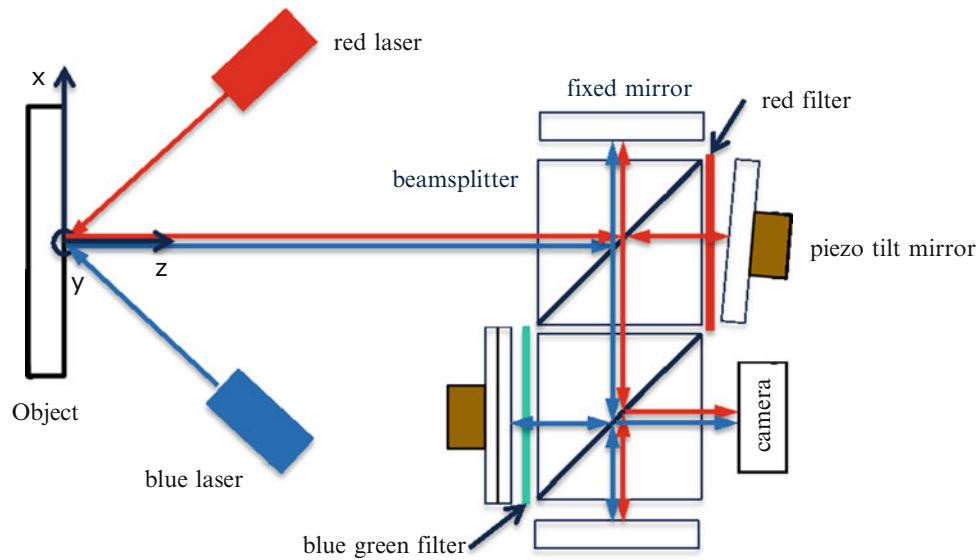 red laser
x
fixed mirror
red filter
beamsplitter
z
y
piezo tilt mirror
Object
camera
blue laser
blue green filter